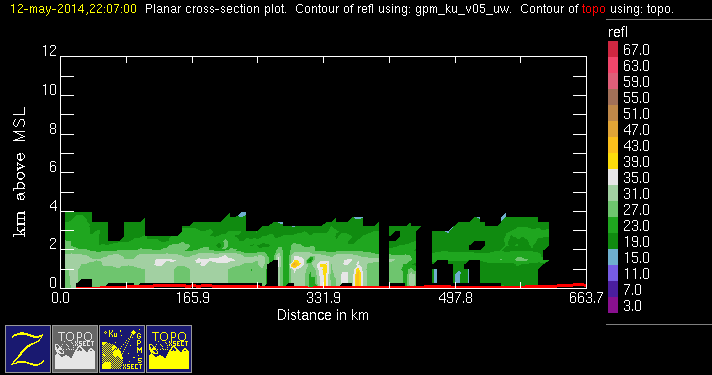 12-may-2014,22:07:00 Planar cross-section plot. Contour of refl using: gpm_ku_v05_uw. Contour of topo using: topo.
refl
67.0
63.0
59.0
55.0
51.0
47.0
43.0
39.0
35.0
31.0
27.0
23.0
19.0
15.0
11.0
7.0
3.0
km above MSL
12
10
8
6
4
2
0
0.0 165.9 331.9 497.8 663.7
Distance in km
Z
TOPO XSECT
"Ku" GPM XSECT
TOPO XSECT